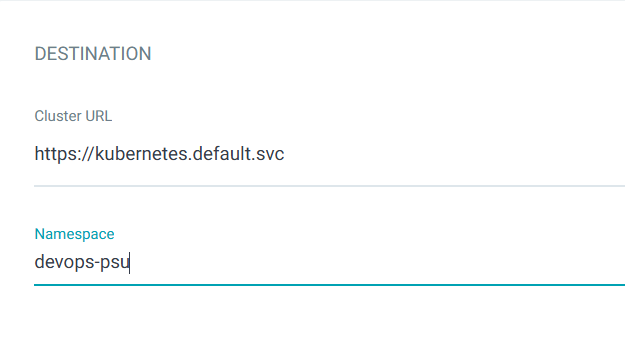 DESTINATION
Cluster URL
https://kubernetes.default.svc
Namespace
devops-psu